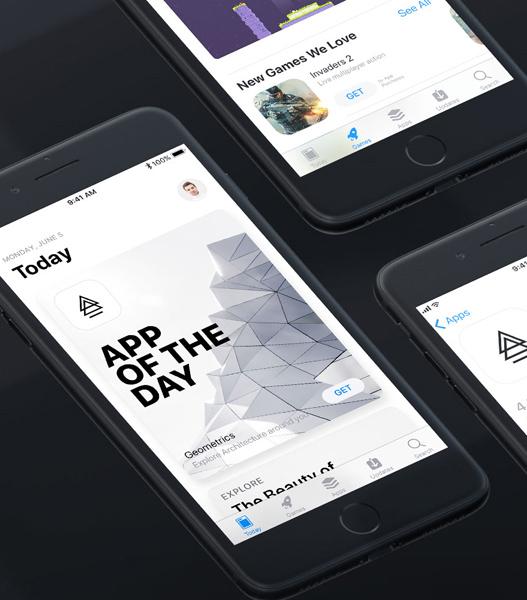 See All
New Games We Love
Invaders 2
Live multiplayer action
GET
In-App
Purchases
Today
Games
Apps
Updates
Search
9:41 AM
100%
MONDAY, JUNE 5
Today
APP
OF THE
DAY
GET
Geometrics
Explore Architecture around you
EXPLORE
The Beauty of
Today
Games
Apps
Updates
Search
9:41
Apps
4